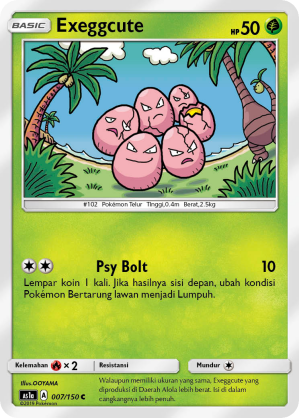 BASIC Exeggcute HP 50
#102 Pokémon Telur Tinggi,0.4m Berat,2.5kg
Psy Bolt 10
Lempar koin 1 kali. Jika hasilnya sisi depan, ubah kondisi
Pokémon Bertarung lawan menjadi Lumpuh.
Kelemahan × 2 Resistansi Mundur
Illus.OOYAMA
AS1a A 007/150 C
©2019 Pokémon
Walaupun memiliki ukuran yang sama, Exeggcute yang
diproduksi di Daerah Alola lebih berat. Isi di dalam
cangkangnya lebih penuh.